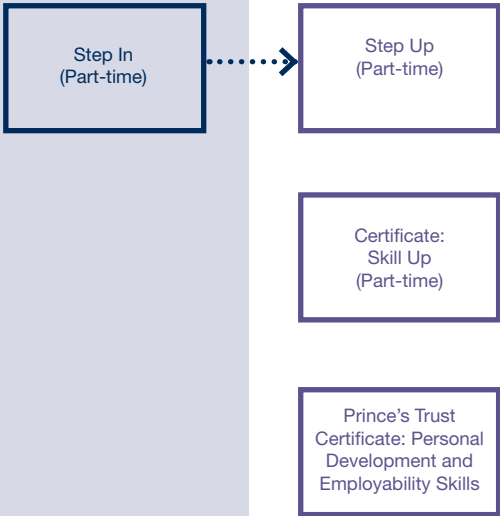 Step In
(Part-time)
Step Up
(Part-time)
Certificate:
Skill Up
(Part-time)
Prince’s Trust
Certificate: Personal
Development and
Employability Skills